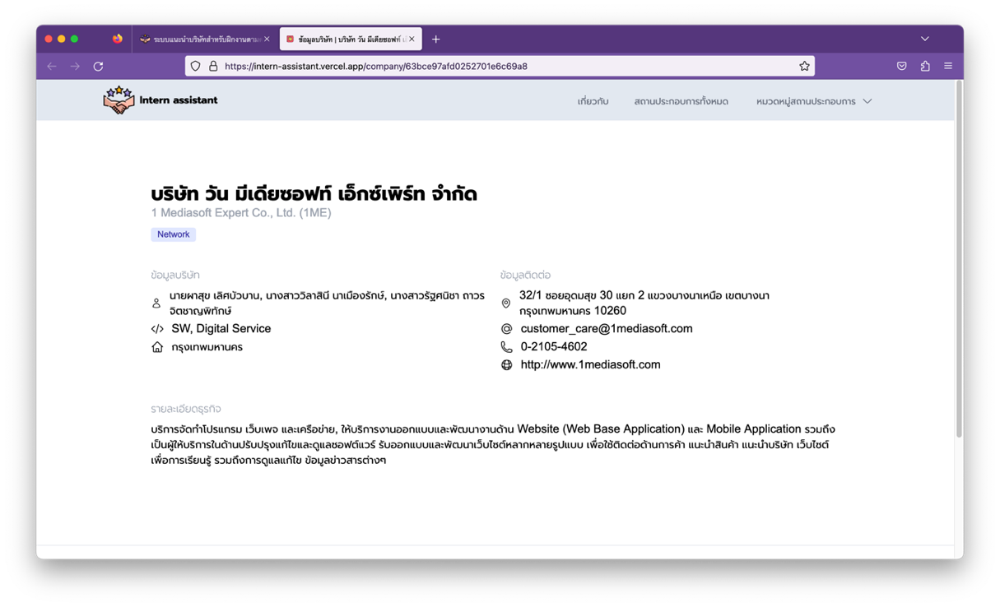 ระบบแนะนำบริษัทสำหรับฝึกงานตาม
ข้อมูลบริษัท | บริษัท วัน มีเดียซอฟท์
https://intern-assistant.vercel.app/company/63bce97afd0252701e6c69a8
Intern assistant
เกี่ยวกับ
สถานประกอบการทั้งหมด
หมวดหมู่สถานประกอบการ
บริษัท วัน มีเดียซอฟท์ เอ็กซ์เพิร์ท จำกัด
1 Mediasoft Expert Co., Ltd. (1ME)
Network
ข้อมูลบริษัท
นายผาสุข เลิศบัวบาน, นางสาววิลาสินี นาเมืองรักษ์, นางสาวรัฐศนิชา ถาวร
จิตชาญพิทักษ์
SW, Digital Service
กรุงเทพมหานคร
ข้อมูลติดต่อ
32/1 ซอยอุดมสุข 30 แยก 2 แขวงบางนาเหนือ เขตบางนา
กรุงเทพมหานคร 10260
customer_care@1mediasoft.com
0-2105-4602
http://www.1mediasoft.com
รายละเอียดธุรกิจ
บริการจัดทำโปรแกรม เว็บเพจ และเครือข่าย, ให้บริการงานออกแบบและพัฒนางานด้าน Website (Web Base Application) และ Mobile Application รวมถึง
เป็นผู้ให้บริการในด้านปรับปรุงแก้ไขและดูแลซอฟต์แวร์ รับออกแบบและพัฒนาเว็บไซต์หลากหลายรูปแบบ เพื่อใช้ติดต่อด้านการค้า แนะนำสินค้า แนะนำบริษัท เว็บไซต์
เพื่อการเรียนรู้ รวมถึงการดูแลแก้ไข ข้อมูลข่าวสารต่างๆ